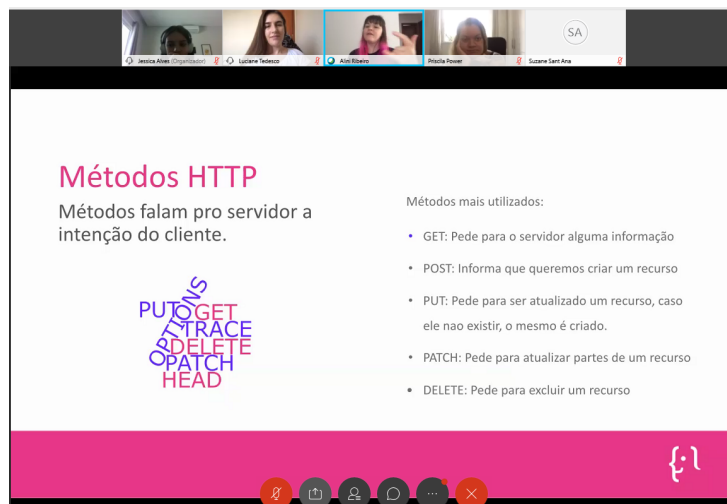 SA
Jessica Alves (Organizador)
Luciane Tedesco
Alini Ribeiro
Priscila Power
Suzane Sant Ana
Métodos HTTP
Métodos falam pro servidor a
intenção do cliente.
OPTIONS
PUT
GET
TRACE
DELETE
PATCH
HEAD
Métodos mais utilizados:
• GET: Pede para o servidor alguma informação
• POST: Informa que queremos criar um recurso
• PUT: Pede para ser atualizado um recurso, caso
ele nao existir, o mesmo é criado.
• PATCH: Pede para atualizar partes de um recurso
• DELETE: Pede para excluir um recurso